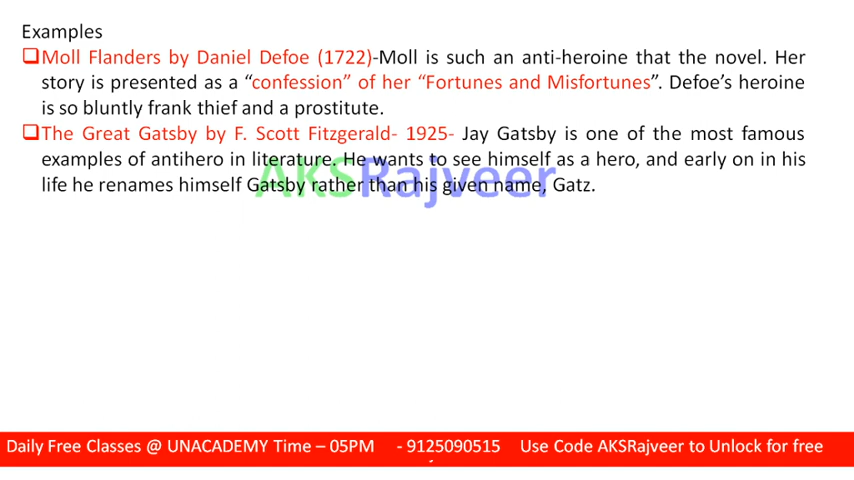 Examples
❑Moll Flanders by Daniel Defoe (1722)-Moll is such an anti-heroine that the novel. Her
story is presented as a “confession” of her “Fortunes and Misfortunes”. Defoe’s heroine
is so bluntly frank thief and a prostitute.
❑The Great Gatsby by F. Scott Fitzgerald- 1925- Jay Gatsby is one of the most famous
examples of antihero in literature. He wants to see himself as a hero, and early on in his
life he renames himself Gatsby rather than his given name, Gatz.
AKSRajveer
Daily Free Classes @ UNACADEMY Time – 05PM - 9125090515 Use Code AKSRajveer to Unlock for free